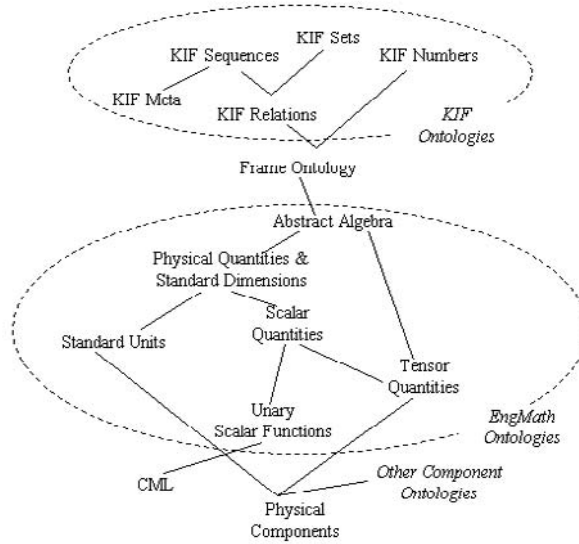 KIF Sets
KIF Sequences
KIF Numbers
KIF Mcta
KIF Relations
KIF
Ontologies
Frame Ontology
Abstract Algebra
Physical Quantities &
Standard Dimensions
Scalar
Quantities
Standard Units
Tensor
Quantities
Unary
Scalar Functions
EngMath
Ontologies
CML
Other Component
Ontologies
Physical
Components